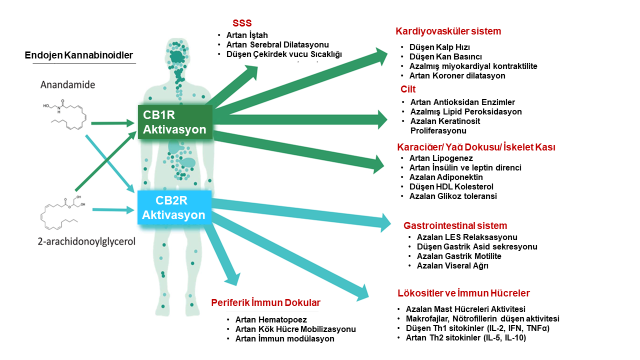 Endojen Kannabinoidler
Anandamide
2-arachidonoylglycerol
CB1R
Aktivasyon
CB2R
Aktivasyon
SSS
• Artan İştah
• Artan Serebral Dilatasyonu
• Düşen Çekirdek vucu Sıcaklığı
Kardiyovasküler sistem
• Düşen Kalp Hızı
• Düşen Kan Basıncı
• Azalmış miyokardiyal kontraktilite
• Artan Koroner dilatasyon
Cilt
• Artan Antioksidan Enzimler
• Azalmış Lipid Peroksidasyon
• Azalan Keratinosit
Proliferasyonu
Karaciğer/ Yağ Dokusu/ İskelet Kası
• Artan Lipogenez
• Artan İnsülin ve leptin direnci
• Azalan Adiponektin
• Düşen HDL Kolesterol
• Azalan Glikoz toleransi
Gastrointestinal sistem
• Azalan LES Relaksasyonu
• Düşen Gastrik Asid sekresyonu
• Azalan Gastrik Motilite
• Azalan Viseral Ağrı
Lökositler ve İmmun Hücreler
• Azalan Mast Hücreleri Aktivitesi
• Makrofajlar, Nötrofillerin düşen aktivitesi
• Düşen Th1 sitokinler (IL-2, IFN, TNFα)
• Artan Th2 sitokinler (IL-5, IL-10)
Periferik İmmun Dokular
• Artan Hematopoez
• Artan Kök Hücre Mobilizasyonu
• Artan İmmun modülasyon